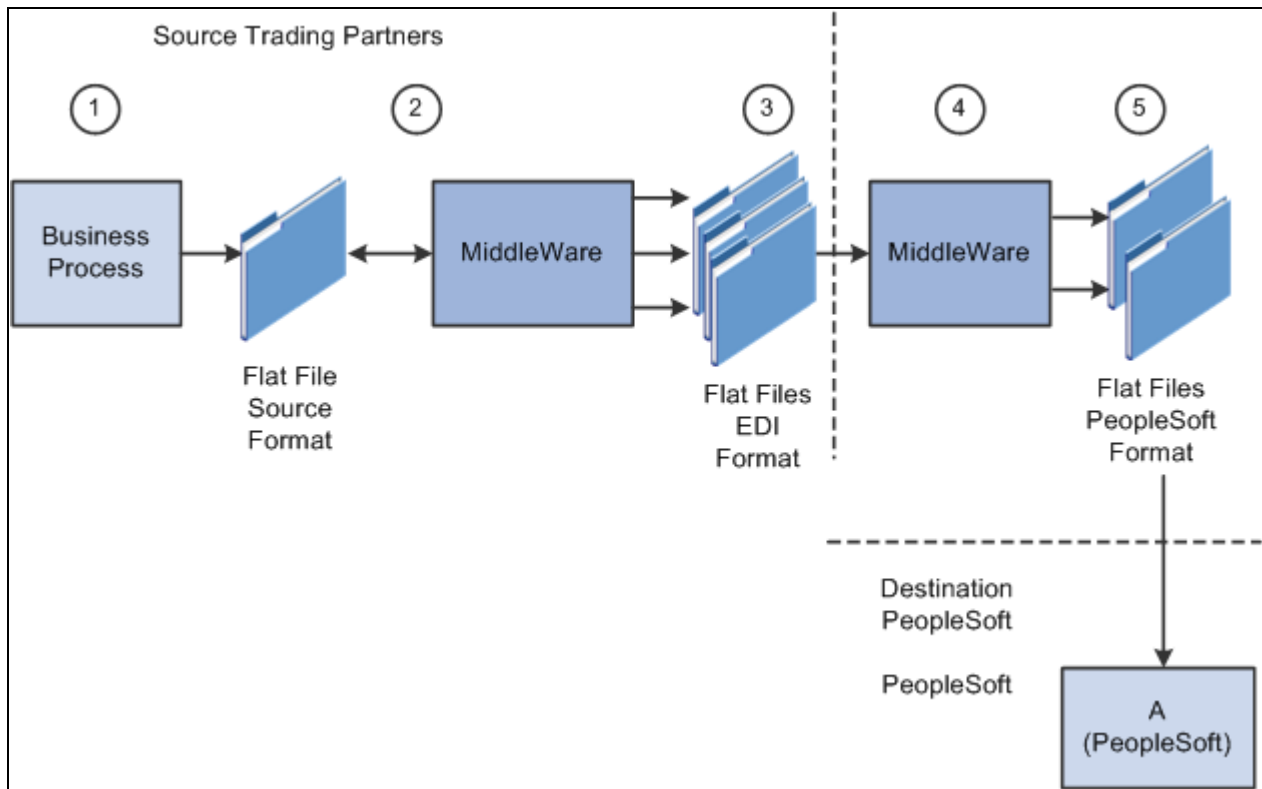 Source Trading Partners
1
2
3
4
5
Business
Process
MiddleWare
MiddleWare
Flat File
Source
Format
Flat Files
EDI
Format
Flat Files
PeopleSoft
Format
Destination
PeopleSoft
PeopleSoft
A
(PeopleSoft)